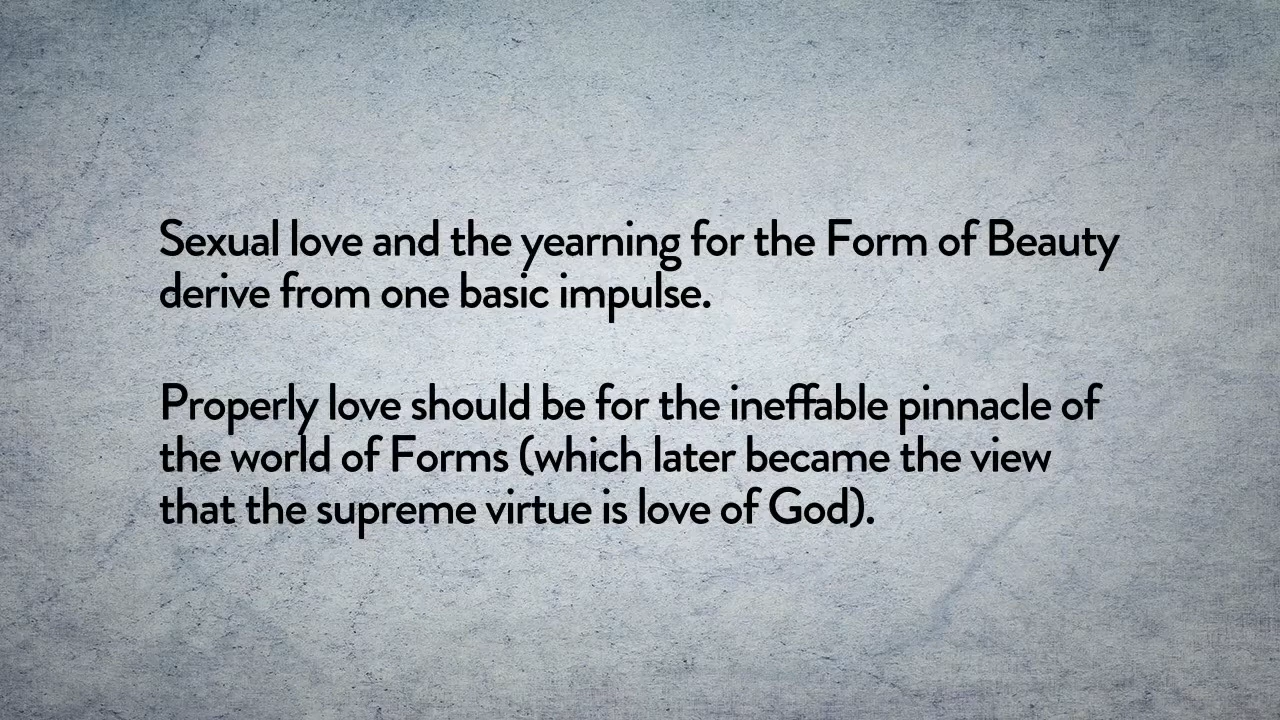 Sexual love and the yearning for the Form of Beauty
derive from one basic impulse.
Properly love should be for the ineffable pinnacle of
the world of Forms (which later became the view
that the supreme virtue is love of God).